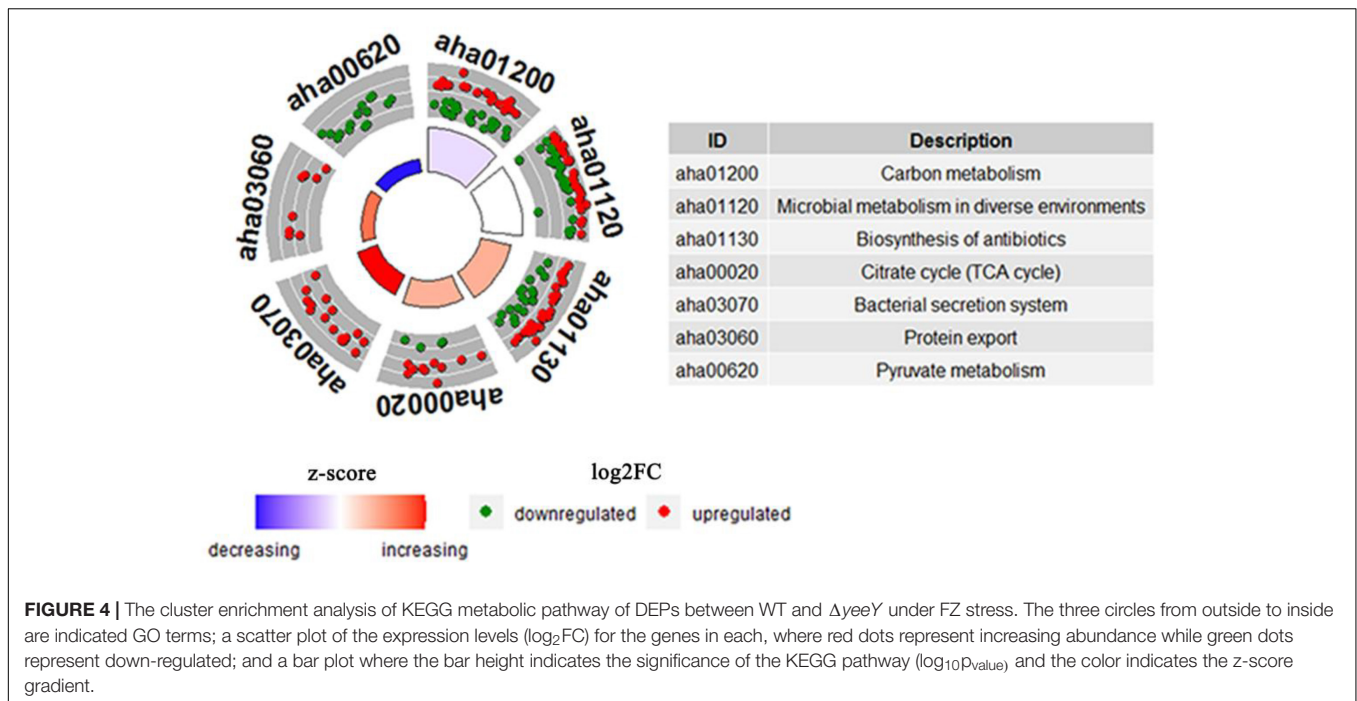 aha00620
aha01200
aha03060
aha01120
aha03070
aha01130
aha00020
ID Description
aha01200 Carbon metabolism
aha01120 Microbial metabolism in diverse environments
aha01130 Biosynthesis of antibiotics
aha00020 Citrate cycle (TCA cycle)
aha03070 Bacterial secretion system
aha03060 Protein export
aha00620 Pyruvate metabolism
z-score log2FC
downregulated upregulated
decreasing increasing
FIGURE 4 | The cluster enrichment analysis of KEGG metabolic pathway of DEPs between WT and ΔyeeY under FZ stress. The three circles from outside to inside
are indicated GO terms; a scatter plot of the expression levels (log₂FC) for the genes in each, where red dots represent increasing abundance while green dots
represent down-regulated; and a bar plot where the bar height indicates the significance of the KEGG pathway (log₁₀pvalue) and the color indicates the z-score
gradient.